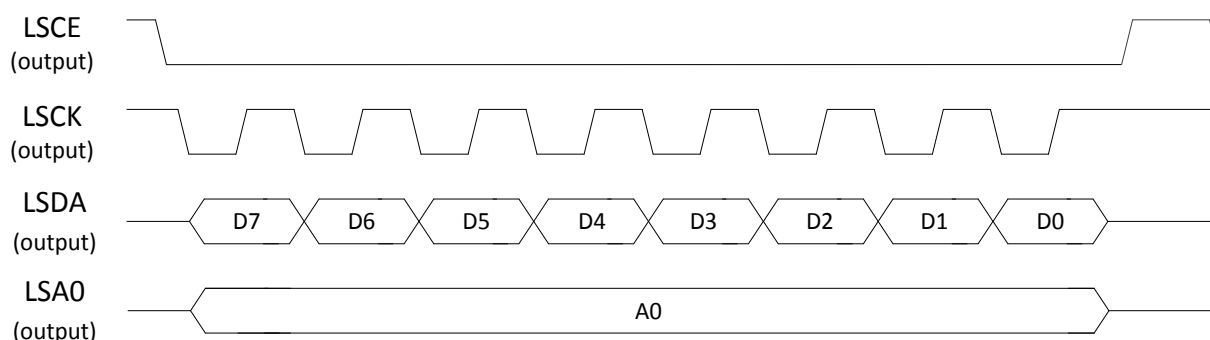 LSCE
(output)
LSCK
(output)
LSDA
(output)
D7 D6 D5 D4 D3 D2 D1 D0
LSA0
(output)
A0